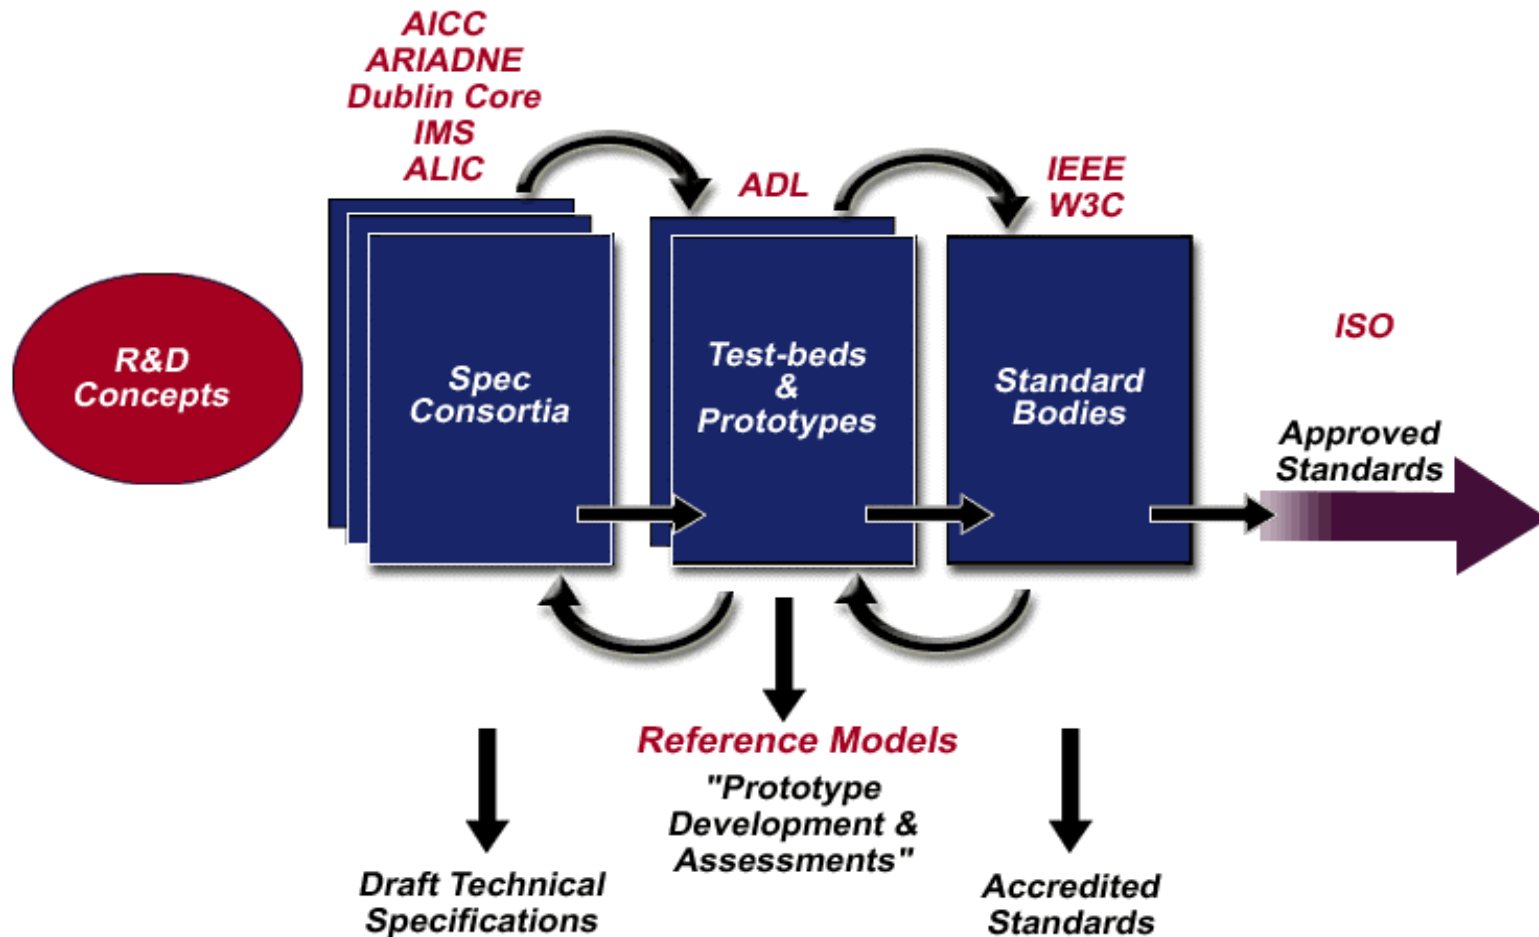 AICC
ARIADNE
Dublin Core
IMS
ALIC
ADL
IEEE
W3C
ISO
R&D
Concepts
Spec
Consortia
Test-beds
&
Prototypes
Standard
Bodies
Approved
Standards
Reference Models
"Prototype
Development &
Assessments"
Draft Technical
Specifications
Accredited
Standards